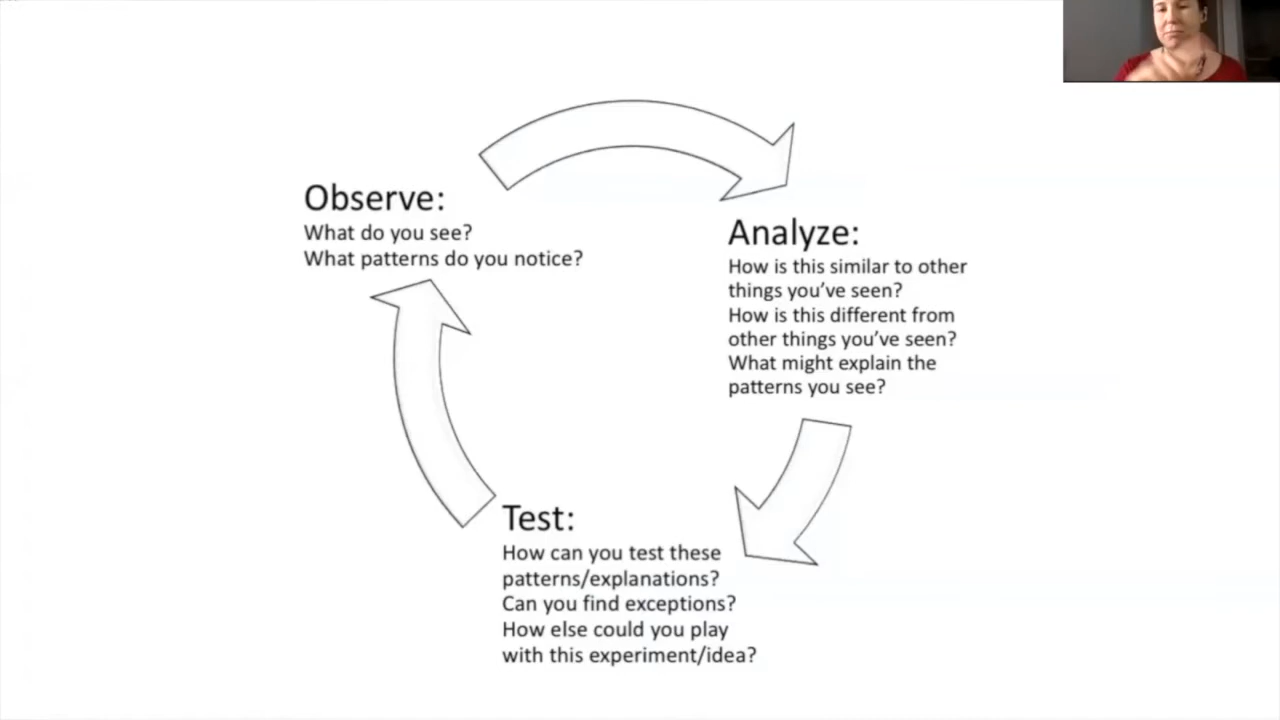 Observe:
What do you see?
What patterns do you notice?
Analyze:
How is this similar to other
things you've seen?
How is this different from
other things you've seen?
What might explain the
patterns you see?
Test:
How can you test these
patterns/explanations?
Can you find exceptions?
How else could you play
with this experiment/idea?